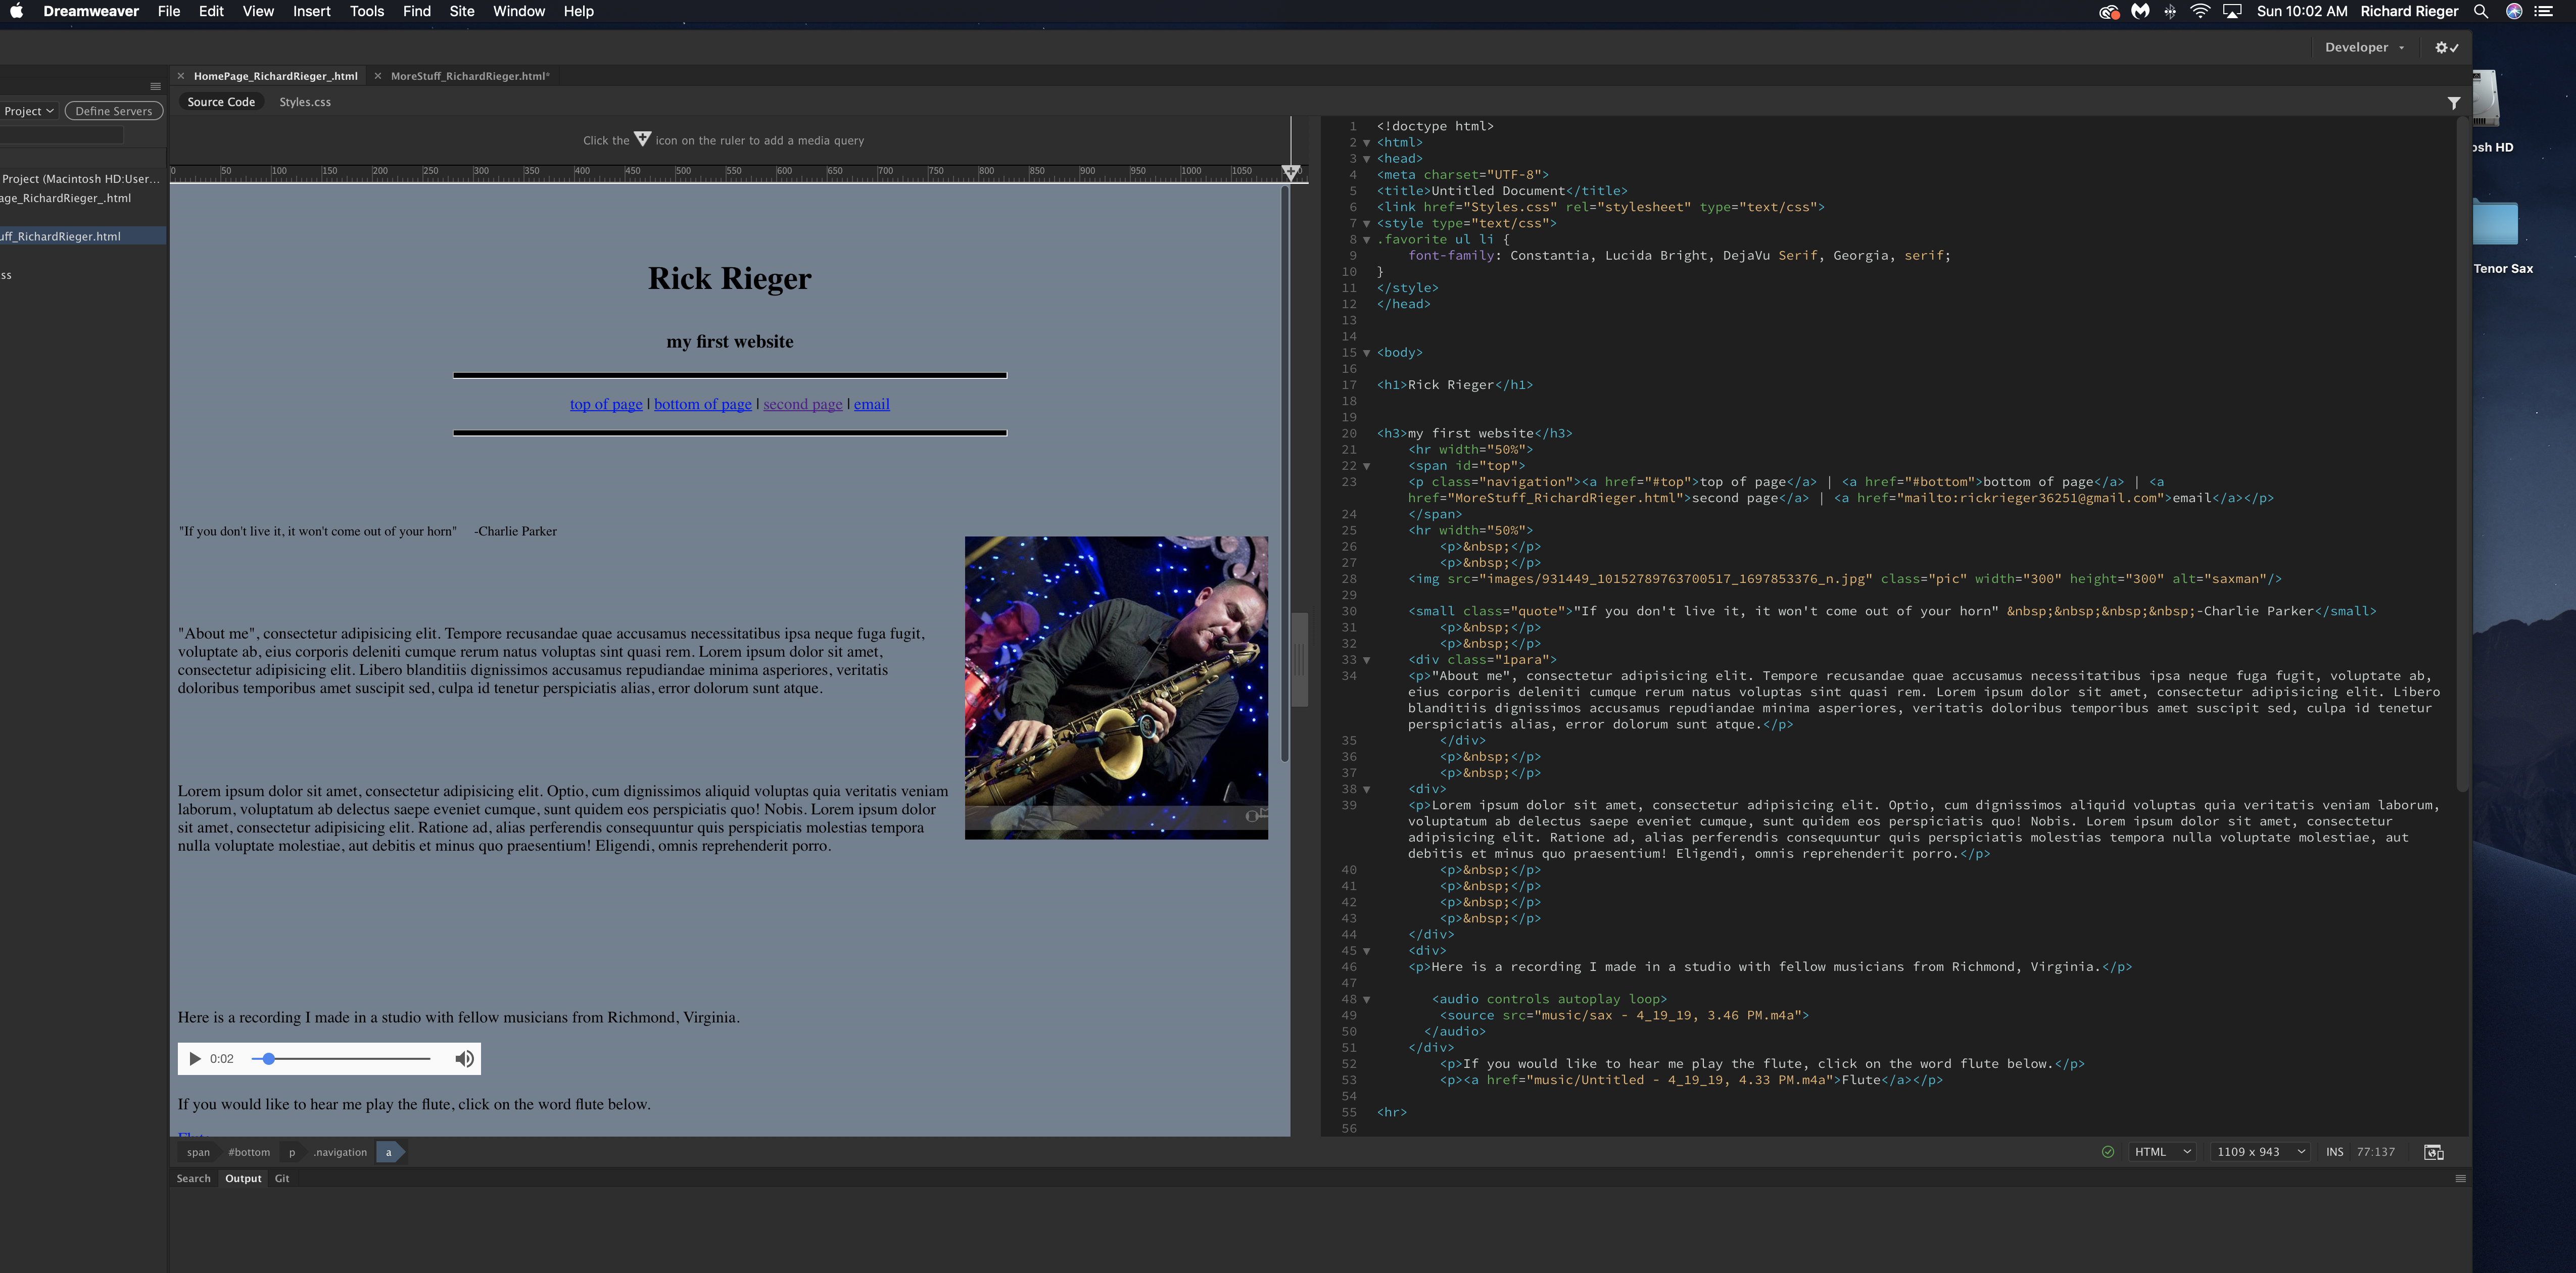 Dreamweaver File Edit View Insert Tools Find Site Window Help
Sun 10:02 AM Richard Rieger
Developer
HomePage_RichardRieger_.html
MoreStuff_RichardRieger.html*
Project
Define Servers
Source Code
Styles.css
Click the icon on the ruler to add a media query
0 50 100 150 200 250 300 350 400 450 500 550 600 650 700 750 800 850 900 950 1000 1050
Project (Macintosh HD:User...
age_RichardRieger_.html
uff_RichardRieger.html
ss
Rick Rieger
my first website
top of page | bottom of page | second page | email
"If you don't live it, it won't come out of your horn" -Charlie Parker
"About me", consectetur adipisicing elit. Tempore recusandae quae accusamus necessitatibus ipsa neque fuga fugit,
voluptate ab, eius corporis deleniti cumque rerum natus voluptas sint quasi rem. Lorem ipsum dolor sit amet,
consectetur adipisicing elit. Libero blanditiis dignissimos accusamus repudiandae minima asperiores, veritatis
doloribus temporibus amet suscipit sed, culpa id tenetur perspiciatis alias, error dolorum sunt atque.
Lorem ipsum dolor sit amet, consectetur adipisicing elit. Optio, cum dignissimos aliquid voluptas quia veritatis veniam
laborum, voluptatum ab delectus saepe eveniet cumque, sunt quidem eos perspiciatis quo! Nobis. Lorem ipsum dolor
sit amet, consectetur adipisicing elit. Ratione ad, alias perferendis consequuntur quis perspiciatis molestias tempora
nulla voluptate molestiae, aut debitis et minus quo praesentium! Eligendi, omnis reprehenderit porro.
Here is a recording I made in a studio with fellow musicians from Richmond, Virginia.
0:02
If you would like to hear me play the flute, click on the word flute below.
1 <!doctype html>
2 <html>
3 <head>
4 <meta charset="UTF-8">
5 <title>Untitled Document</title>
6 <link href="Styles.css" rel="stylesheet" type="text/css">
7 <style type="text/css">
8 .favorite ul li {
9 font-family: Constantia, Lucida Bright, DejaVu Serif, Georgia, serif;
10 }
11 </style>
12 </head>
13
14
15 <body>
16
17 <h1>Rick Rieger</h1>
18
19
20 <h3>my first website</h3>
21 <hr width="50%">
22 <span id="top">
23 <p class="navigation"><a href="#top">top of page</a> | <a href="#bottom">bottom of page</a> | <a
href="MoreStuff_RichardRieger.html">second page</a> | <a href="mailto:rickrieger36251@gmail.com">email</a></p>
24 </span>
25 <hr width="50%">
26 <p>&nbsp;</p>
27 <p>&nbsp;</p>
28 <img src="images/931449_10152789763700517_1697853376_n.jpg" class="pic" width="300" height="300" alt="saxman"/>
29
30 <small class="quote">"If you don't live it, it won't come out of your horn" &nbsp;&nbsp;&nbsp;&nbsp;-Charlie Parker</small>
31 <p>&nbsp;</p>
32 <p>&nbsp;</p>
33 <div class="1para">
34 <p>"About me", consectetur adipisicing elit. Tempore recusandae quae accusamus necessitatibus ipsa neque fuga fugit, voluptate ab,
eius corporis deleniti cumque rerum natus voluptas sint quasi rem. Lorem ipsum dolor sit amet, consectetur adipisicing elit. Libero
blanditiis dignissimos accusamus repudiandae minima asperiores, veritatis doloribus temporibus amet suscipit sed, culpa id tenetur
perspiciatis alias, error dolorum sunt atque.</p>
35 </div>
36 <p>&nbsp;</p>
37 <p>&nbsp;</p>
38 <div>
39 <p>Lorem ipsum dolor sit amet, consectetur adipisicing elit. Optio, cum dignissimos aliquid voluptas quia veritatis veniam laborum,
voluptatum ab delectus saepe eveniet cumque, sunt quidem eos perspiciatis quo! Nobis. Lorem ipsum dolor sit amet, consectetur
adipisicing elit. Ratione ad, alias perferendis consequuntur quis perspiciatis molestias tempora nulla voluptate molestiae, aut
debitis et minus quo praesentium! Eligendi, omnis reprehenderit porro.</p>
40 <p>&nbsp;</p>
41 <p>&nbsp;</p>
42 <p>&nbsp;</p>
43 <p>&nbsp;</p>
44 </div>
45 <div>
46 <p>Here is a recording I made in a studio with fellow musicians from Richmond, Virginia.</p>
47
48 <audio controls autoplay loop>
49 <source src="music/sax - 4_19_19, 3.46 PM.m4a">
50 </audio>
51 </div>
52 <p>If you would like to hear me play the flute, click on the word flute below.</p>
53 <p><a href="music/Untitled - 4_19_19, 4.33 PM.m4a">Flute</a></p>
54
55 <hr>
56
osh HD
Tenor Sax
span #bottom p .navigation a
HTML 1109 x 943 INS 77:137
Search Output Git